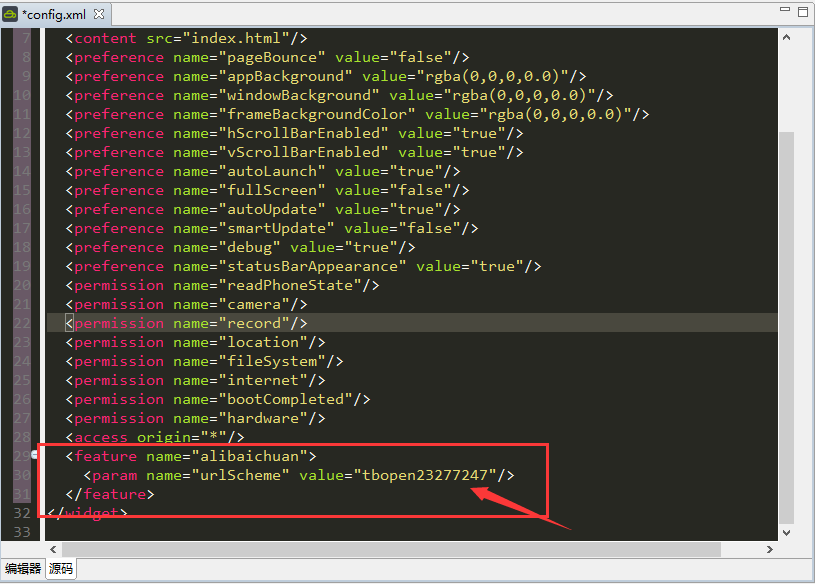 *config.xml
7 <content src="index.html"/>
8 <preference name="pageBounce" value="false"/>
9 <preference name="appBackground" value="rgba(0,0,0,0.0)"/>
10 <preference name="windowBackground" value="rgba(0,0,0,0.0)"/>
11 <preference name="frameBackgroundColor" value="rgba(0,0,0,0.0)"/>
12 <preference name="hScrollBarEnabled" value="true"/>
13 <preference name="vScrollBarEnabled" value="true"/>
14 <preference name="autoLaunch" value="true"/>
15 <preference name="fullScreen" value="false"/>
16 <preference name="autoUpdate" value="true"/>
17 <preference name="smartUpdate" value="false"/>
18 <preference name="debug" value="true"/>
19 <preference name="statusBarAppearance" value="true"/>
20 <permission name="readPhoneState"/>
21 <permission name="camera"/>
22 <permission name="record"/>
23 <permission name="location"/>
24 <permission name="fileSystem"/>
25 <permission name="internet"/>
26 <permission name="bootCompleted"/>
27 <permission name="hardware"/>
28 <access origin="*"/>
29 <feature name="alibaichuan">
30 <param name="urlScheme" value="tbopen23277247"/>
31 </feature>
32 </widget>
33
编辑器 源码